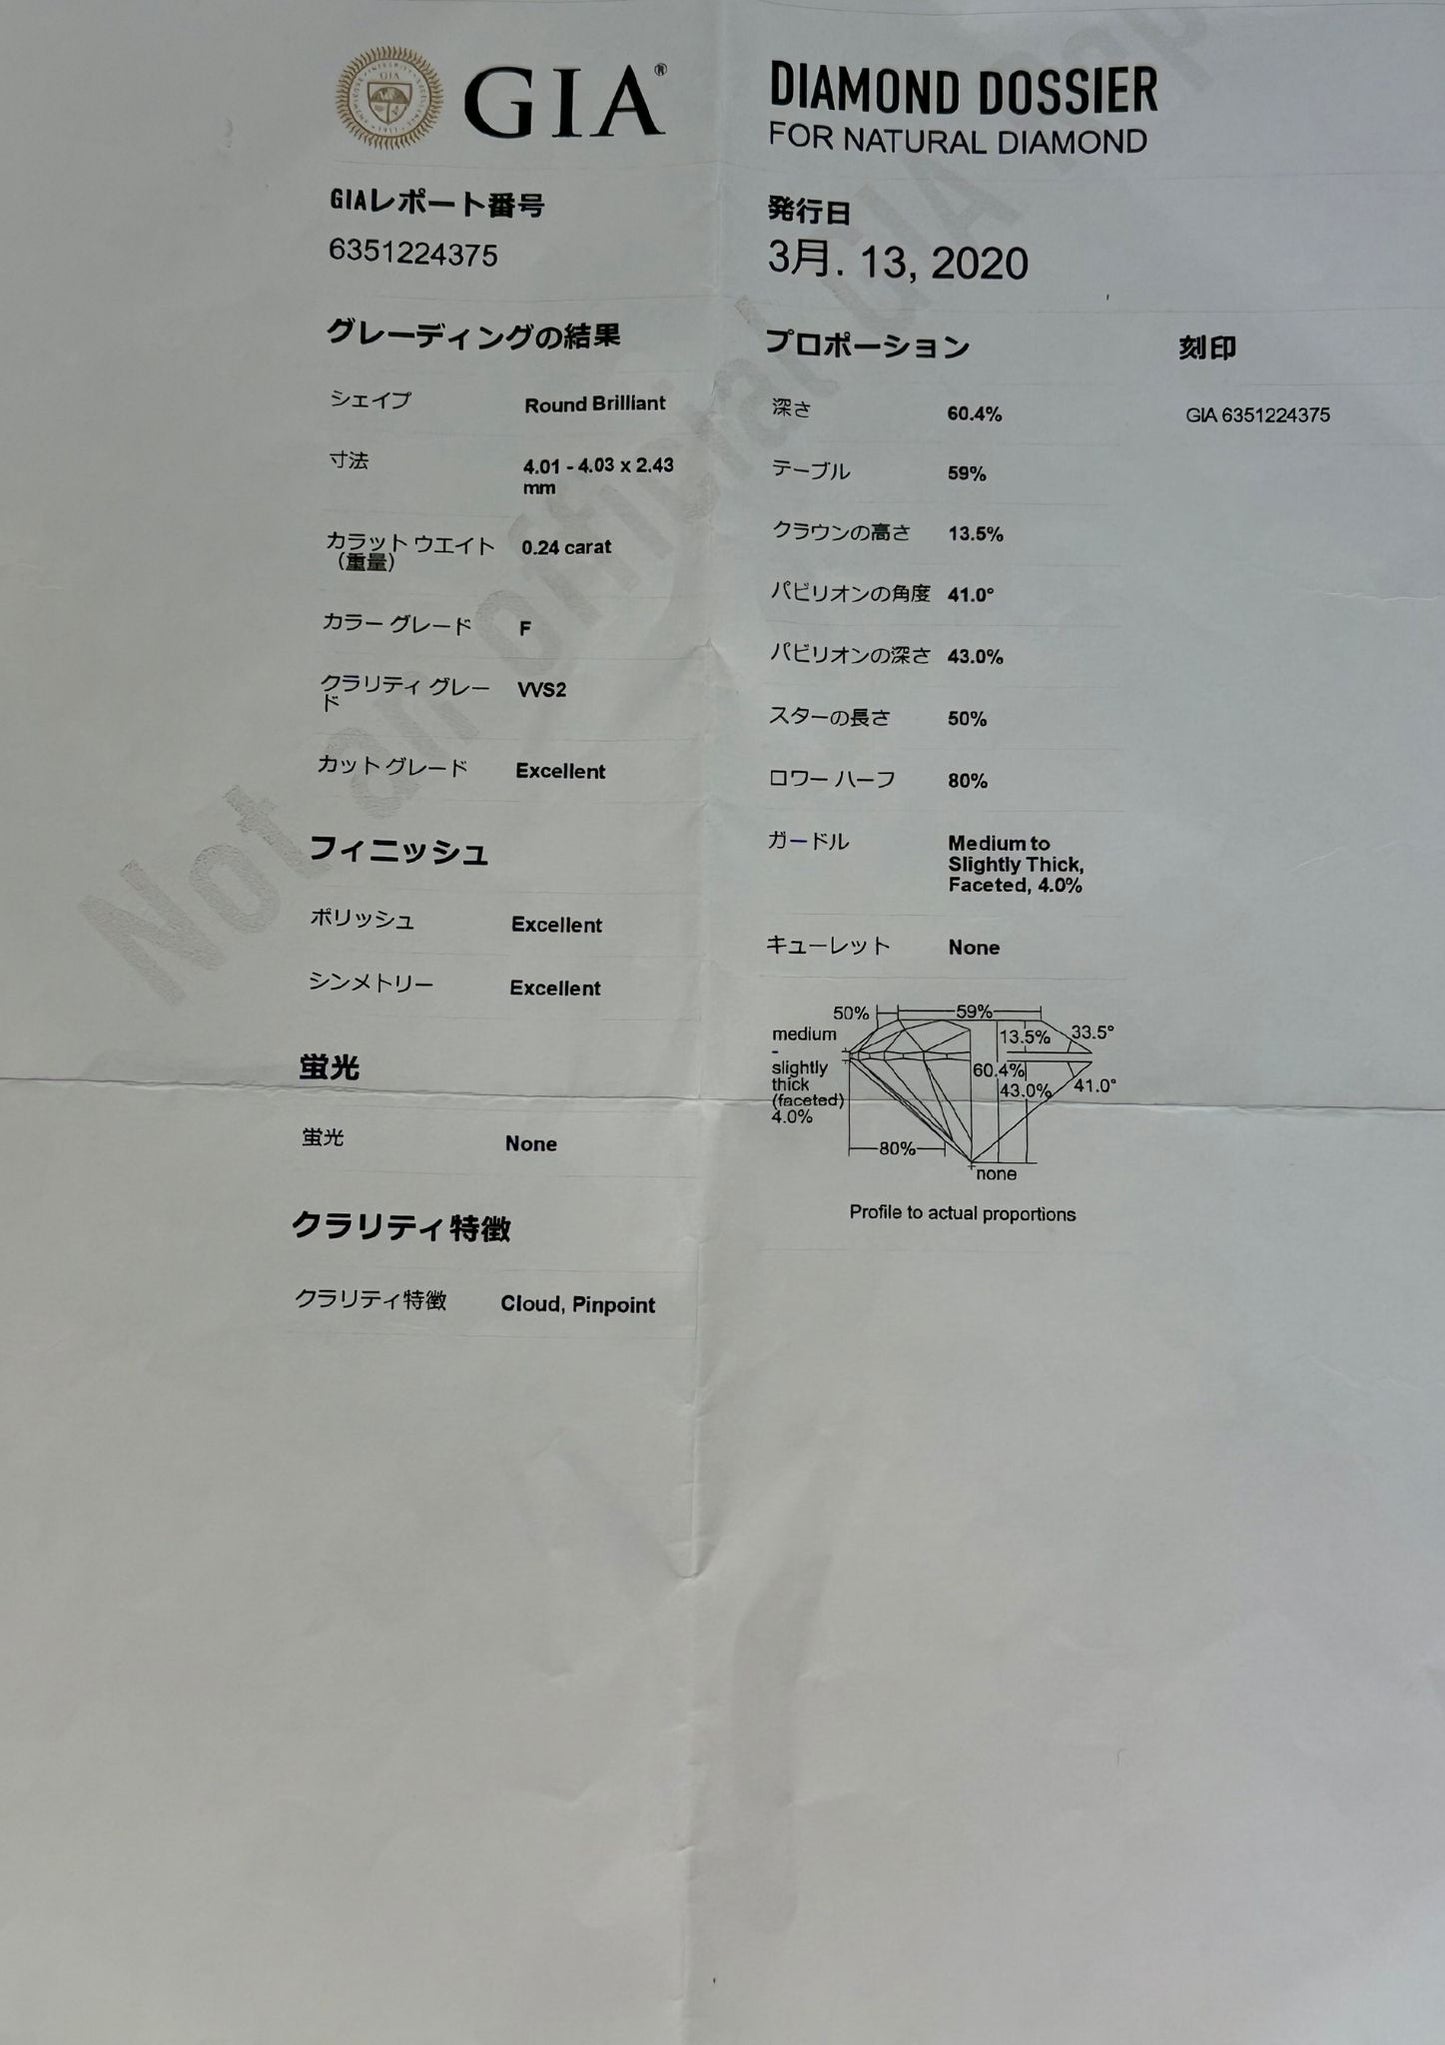 GIA®
DIAMOND DOSSIER
FOR NATURAL DIAMOND
GIAレポート番号
6351224375
発行日
3月. 13, 2020
グレーディングの結果
シェイプ Round Brilliant
寸法 4.01 - 4.03 x 2.43
mm
カラット ウエイト 0.24 carat
（重量）
カラー グレード F
クラリティ グレー VVS2
ド
カット グレード Excellent
フィニッシュ
ポリッシュ Excellent
シンメトリー Excellent
蛍光
蛍光 None
クラリティ特徴
クラリティ特徴 Cloud, Pinpoint
プロポーション
深さ 60.4%
テーブル 59%
クラウンの高さ 13.5%
パビリオンの角度 41.0°
パビリオンの深さ 43.0%
スターの長さ 50%
ロワー ハーフ 80%
ガードル Medium to
Slightly Thick,
Faceted, 4.0%
キューレット None
50% 59%
medium 13.5% 33.5°
-
slightly 60.4%
thick 43.0% 41.0°
(faceted)
4.0%
80%
none
Profile to actual proportions
刻印
GIA 6351224375
Not an official GIA